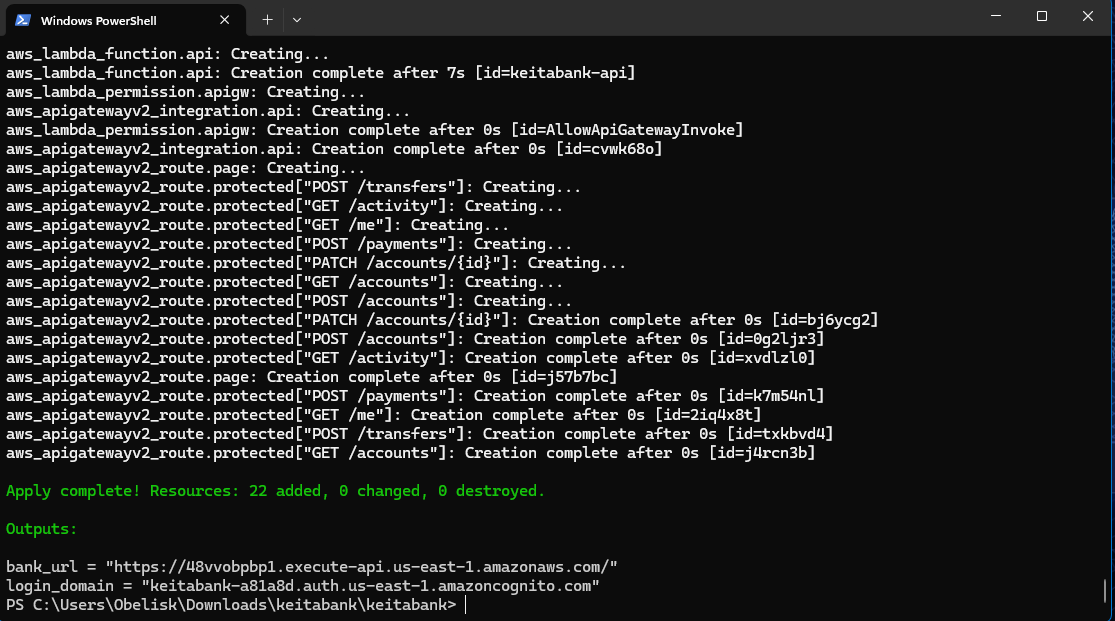 Windows PowerShell
aws_lambda_function.api: Creating...
aws_lambda_function.api: Creation complete after 7s [id=keitabank-api]
aws_lambda_permission.apigw: Creating...
aws_apigatewayv2_integration.api: Creating...
aws_lambda_permission.apigw: Creation complete after 0s [id=AllowApiGatewayInvoke]
aws_apigatewayv2_integration.api: Creation complete after 0s [id=cvwk68o]
aws_apigatewayv2_route.page: Creating...
aws_apigatewayv2_route.protected["POST /transfers"]: Creating...
aws_apigatewayv2_route.protected["GET /activity"]: Creating...
aws_apigatewayv2_route.protected["GET /me"]: Creating...
aws_apigatewayv2_route.protected["POST /payments"]: Creating...
aws_apigatewayv2_route.protected["PATCH /accounts/{id}"]: Creating...
aws_apigatewayv2_route.protected["GET /accounts"]: Creating...
aws_apigatewayv2_route.protected["POST /accounts"]: Creating...
aws_apigatewayv2_route.protected["PATCH /accounts/{id}"]: Creation complete after 0s [id=bj6ycg2]
aws_apigatewayv2_route.protected["POST /accounts"]: Creation complete after 0s [id=0g2ljr3]
aws_apigatewayv2_route.protected["GET /activity"]: Creation complete after 0s [id=xvdlzl0]
aws_apigatewayv2_route.page: Creation complete after 0s [id=j57b7bc]
aws_apigatewayv2_route.protected["POST /payments"]: Creation complete after 0s [id=k7m54nl]
aws_apigatewayv2_route.protected["GET /me"]: Creation complete after 0s [id=2iq4x8t]
aws_apigatewayv2_route.protected["POST /transfers"]: Creation complete after 0s [id=txkbvd4]
aws_apigatewayv2_route.protected["GET /accounts"]: Creation complete after 0s [id=j4rcn3b]
Apply complete! Resources: 22 added, 0 changed, 0 destroyed.
Outputs:
bank_url = "https://48vvobpbp1.execute-api.us-east-1.amazonaws.com/"
login_domain = "keitabank-a81a8d.auth.us-east-1.amazoncognito.com"
PS C:\Users\Obelisk\Downloads\keitabank\keitabank>